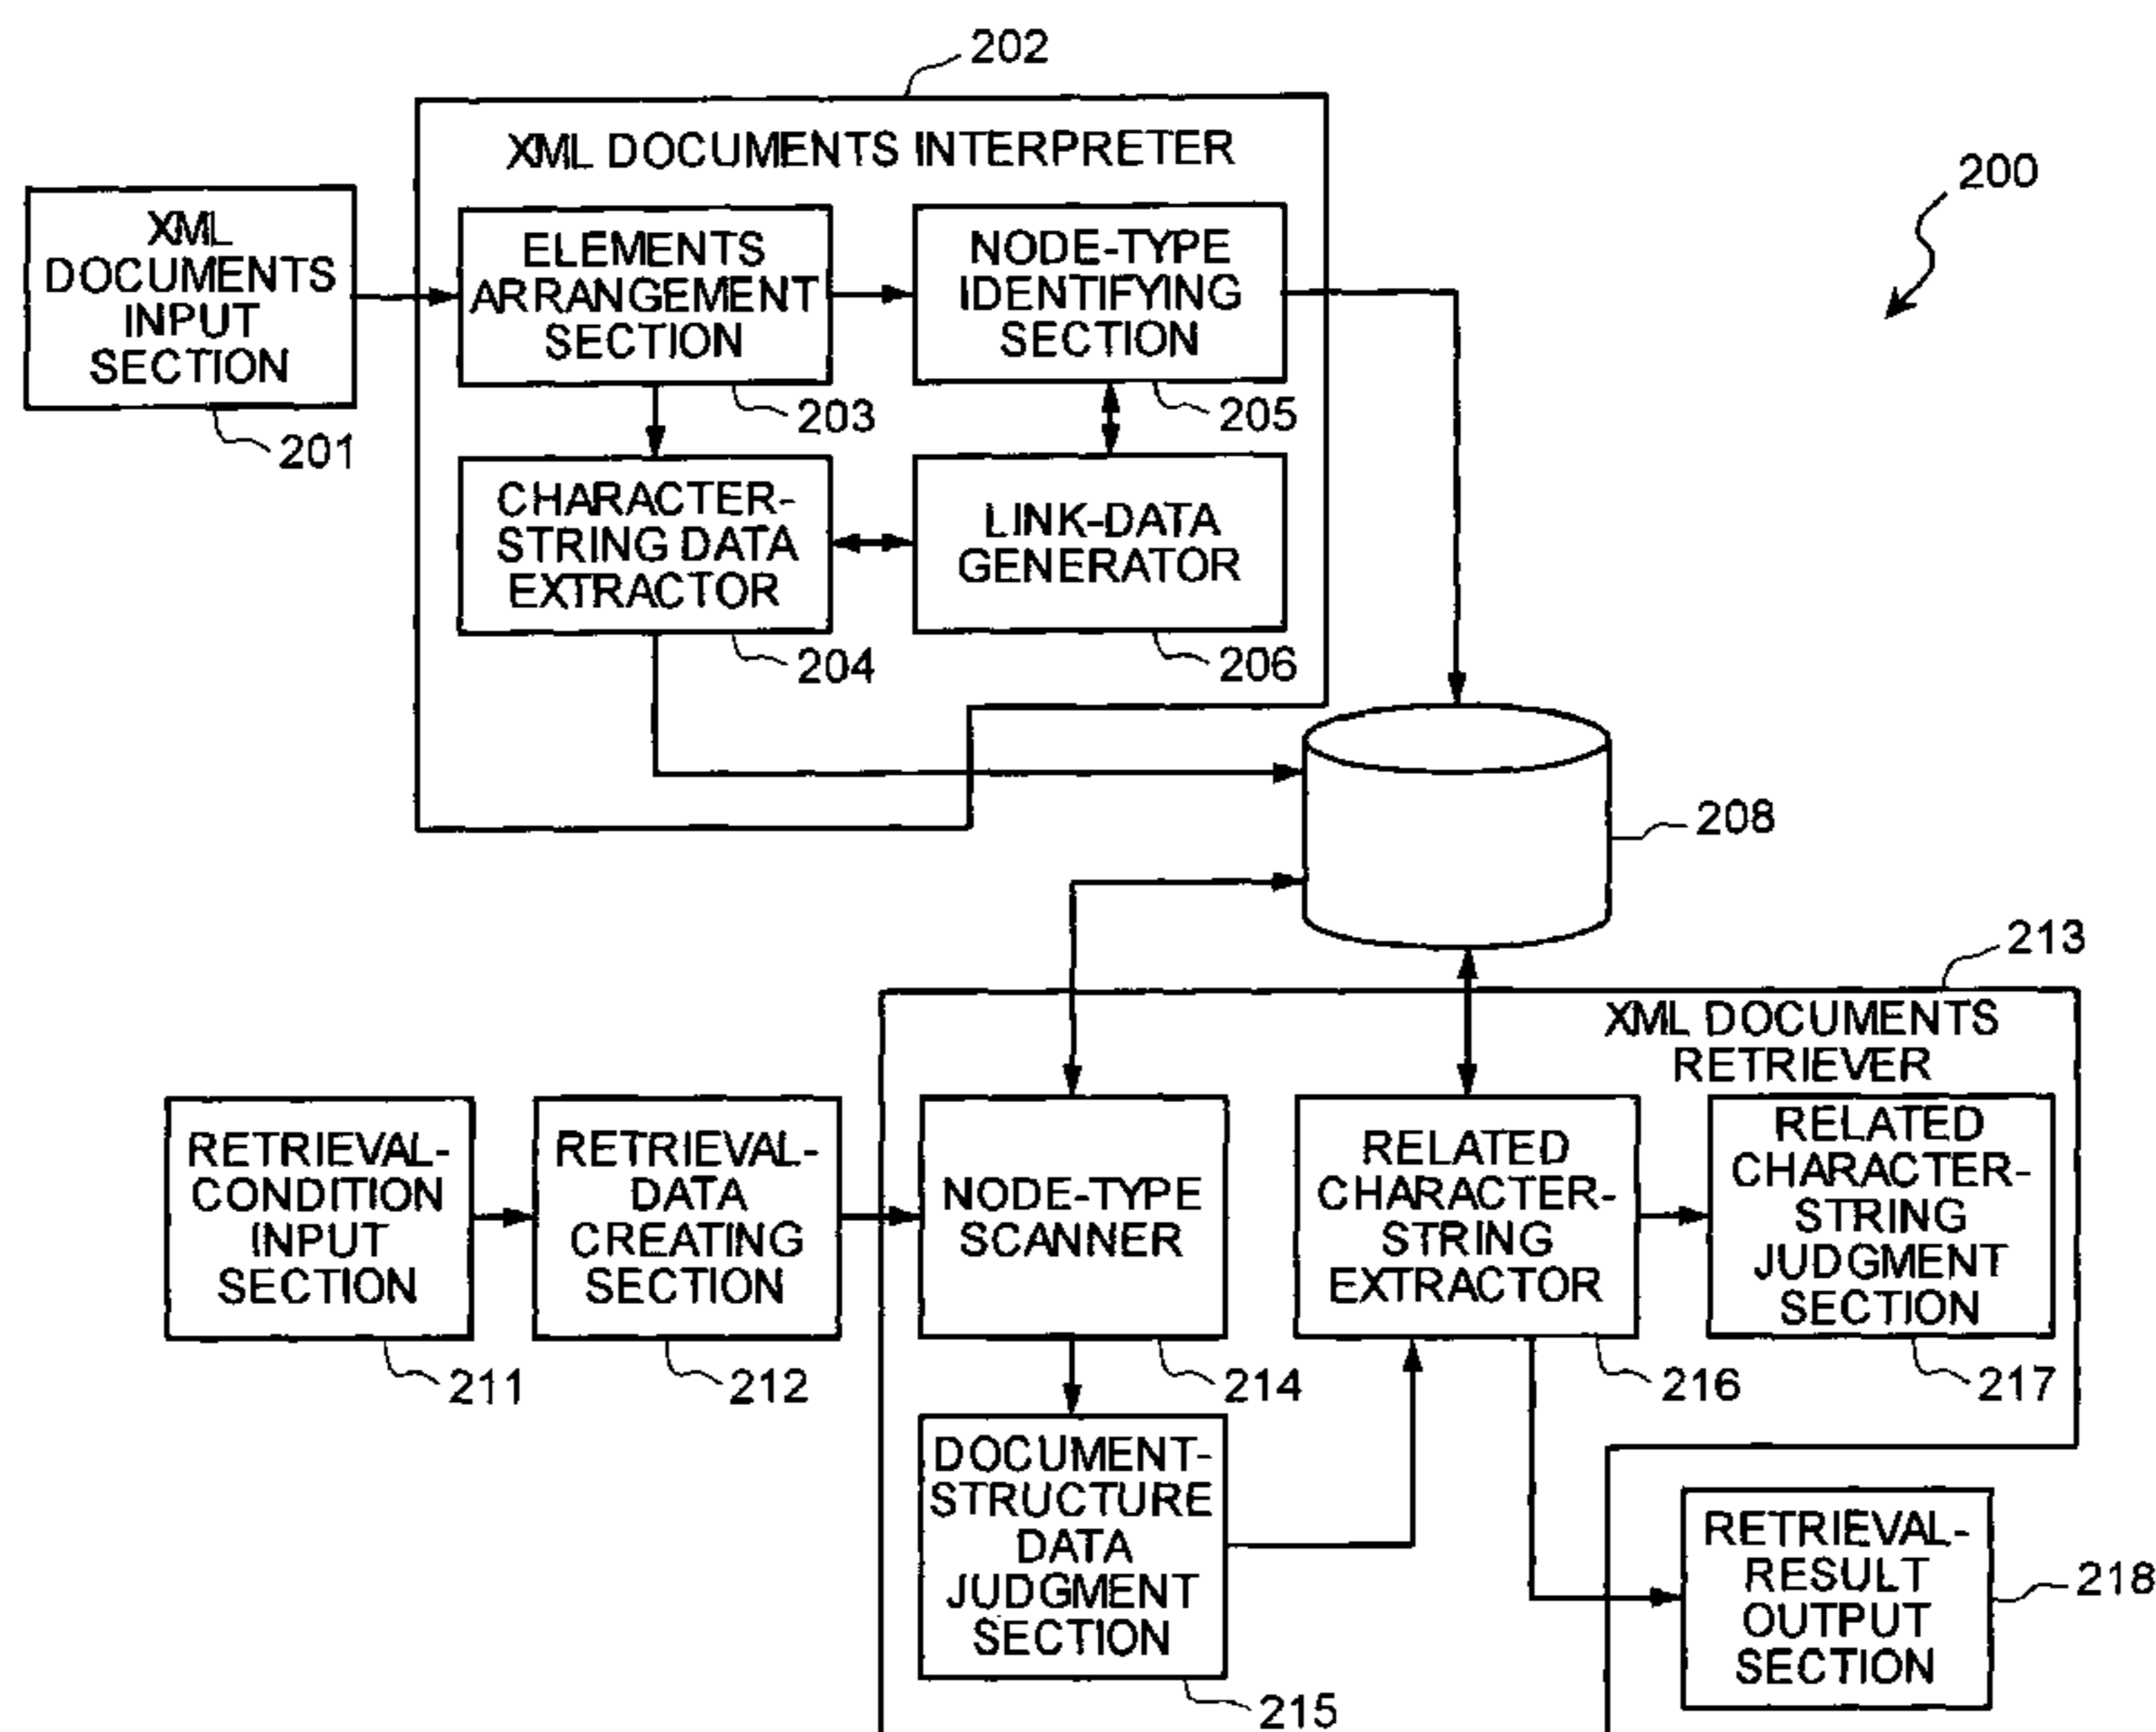 202
XML DOCUMENTS INTERPRETER
200
XML
DOCUMENTS
INPUT
SECTION
201
ELEMENTS
ARRANGEMENT
SECTION
203
NODE-TYPE
IDENTIFYING
SECTION
205
CHARACTER-
STRING DATA
EXTRACTOR
204
LINK-DATA
GENERATOR
206
208
213
XML DOCUMENTS
RETRIEVER
RETRIEVAL-
CONDITION
INPUT
SECTION
211
RETRIEVAL-
DATA
CREATING
SECTION
212
NODE-TYPE
SCANNER
214
RELATED
CHARACTER-
STRING
EXTRACTOR
216
RELATED
CHARACTER-
STRING
JUDGMENT
SECTION
217
DOCUMENT-
STRUCTURE
DATA
JUDGMENT
SECTION
215
RETRIEVAL-
RESULT
OUTPUT
SECTION
218